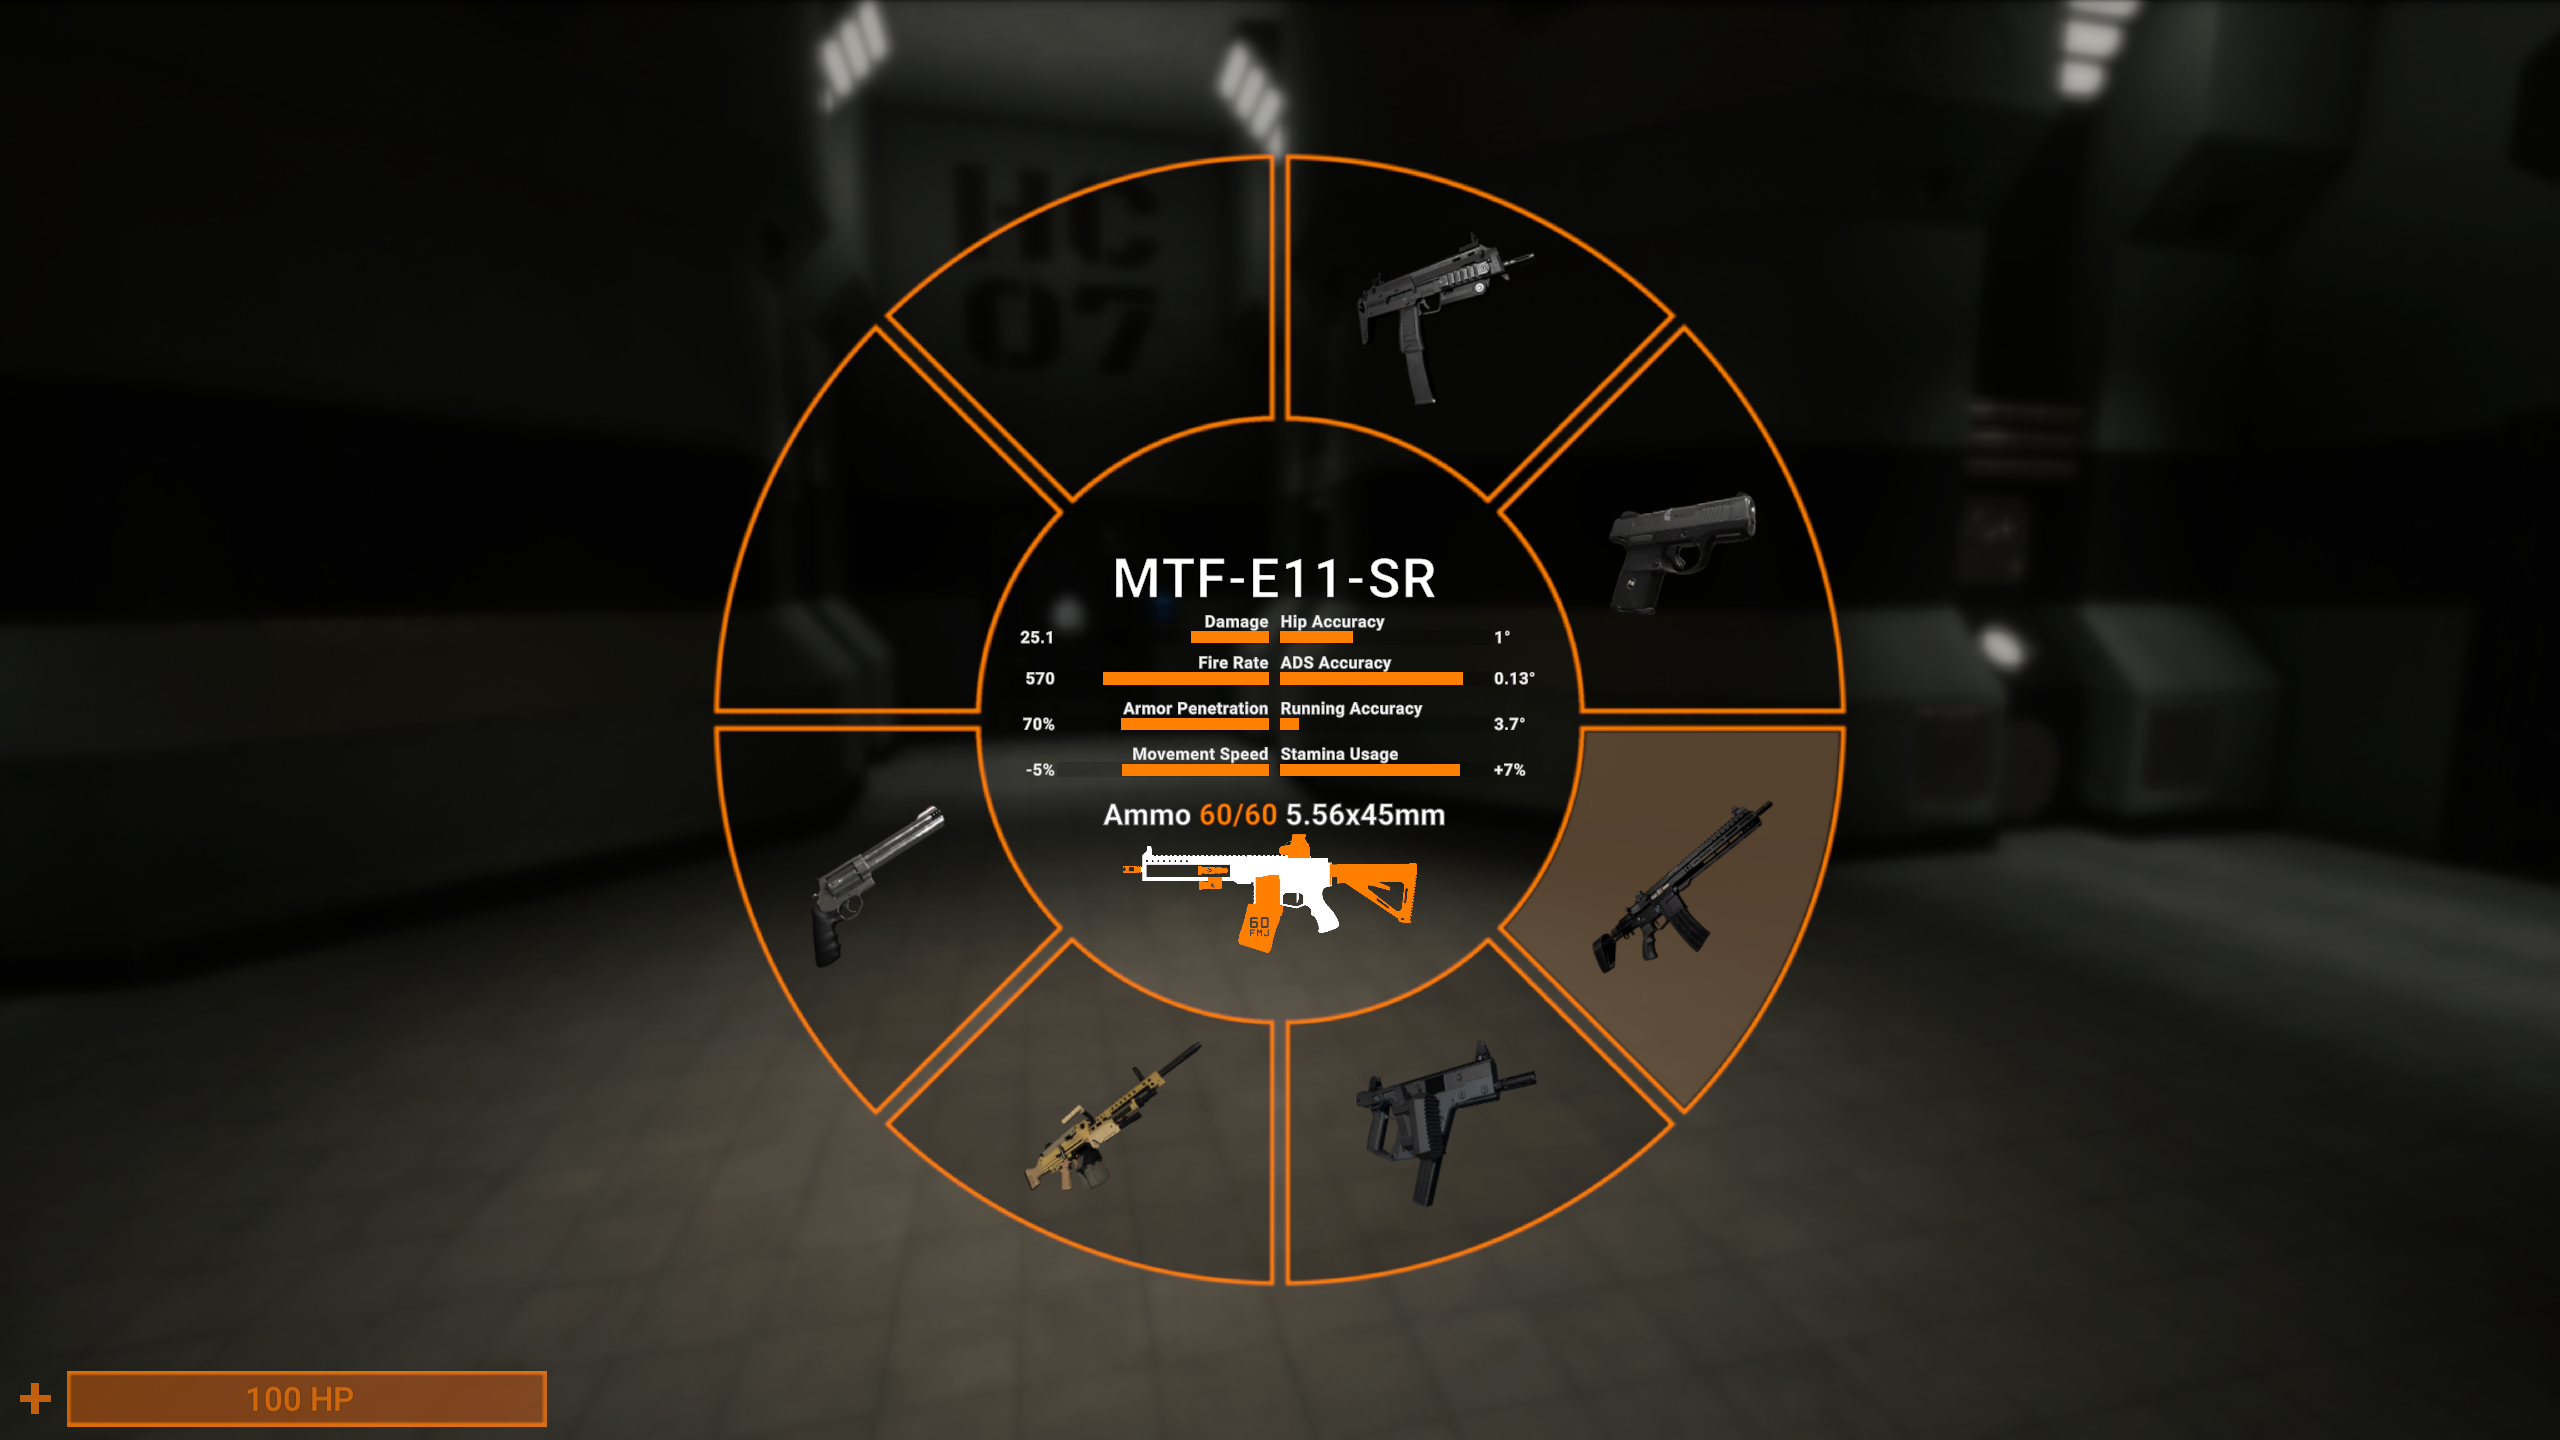 HC
07
MTF-E11-SR
Damage Hip Accuracy
25.1 1°
Fire Rate ADS Accuracy
570 0.13°
Armor Penetration Running Accuracy
70% 3.7°
Movement Speed Stamina Usage
-5% +7%
Ammo 60/60 5.56x45mm
60
FMJ
100 HP